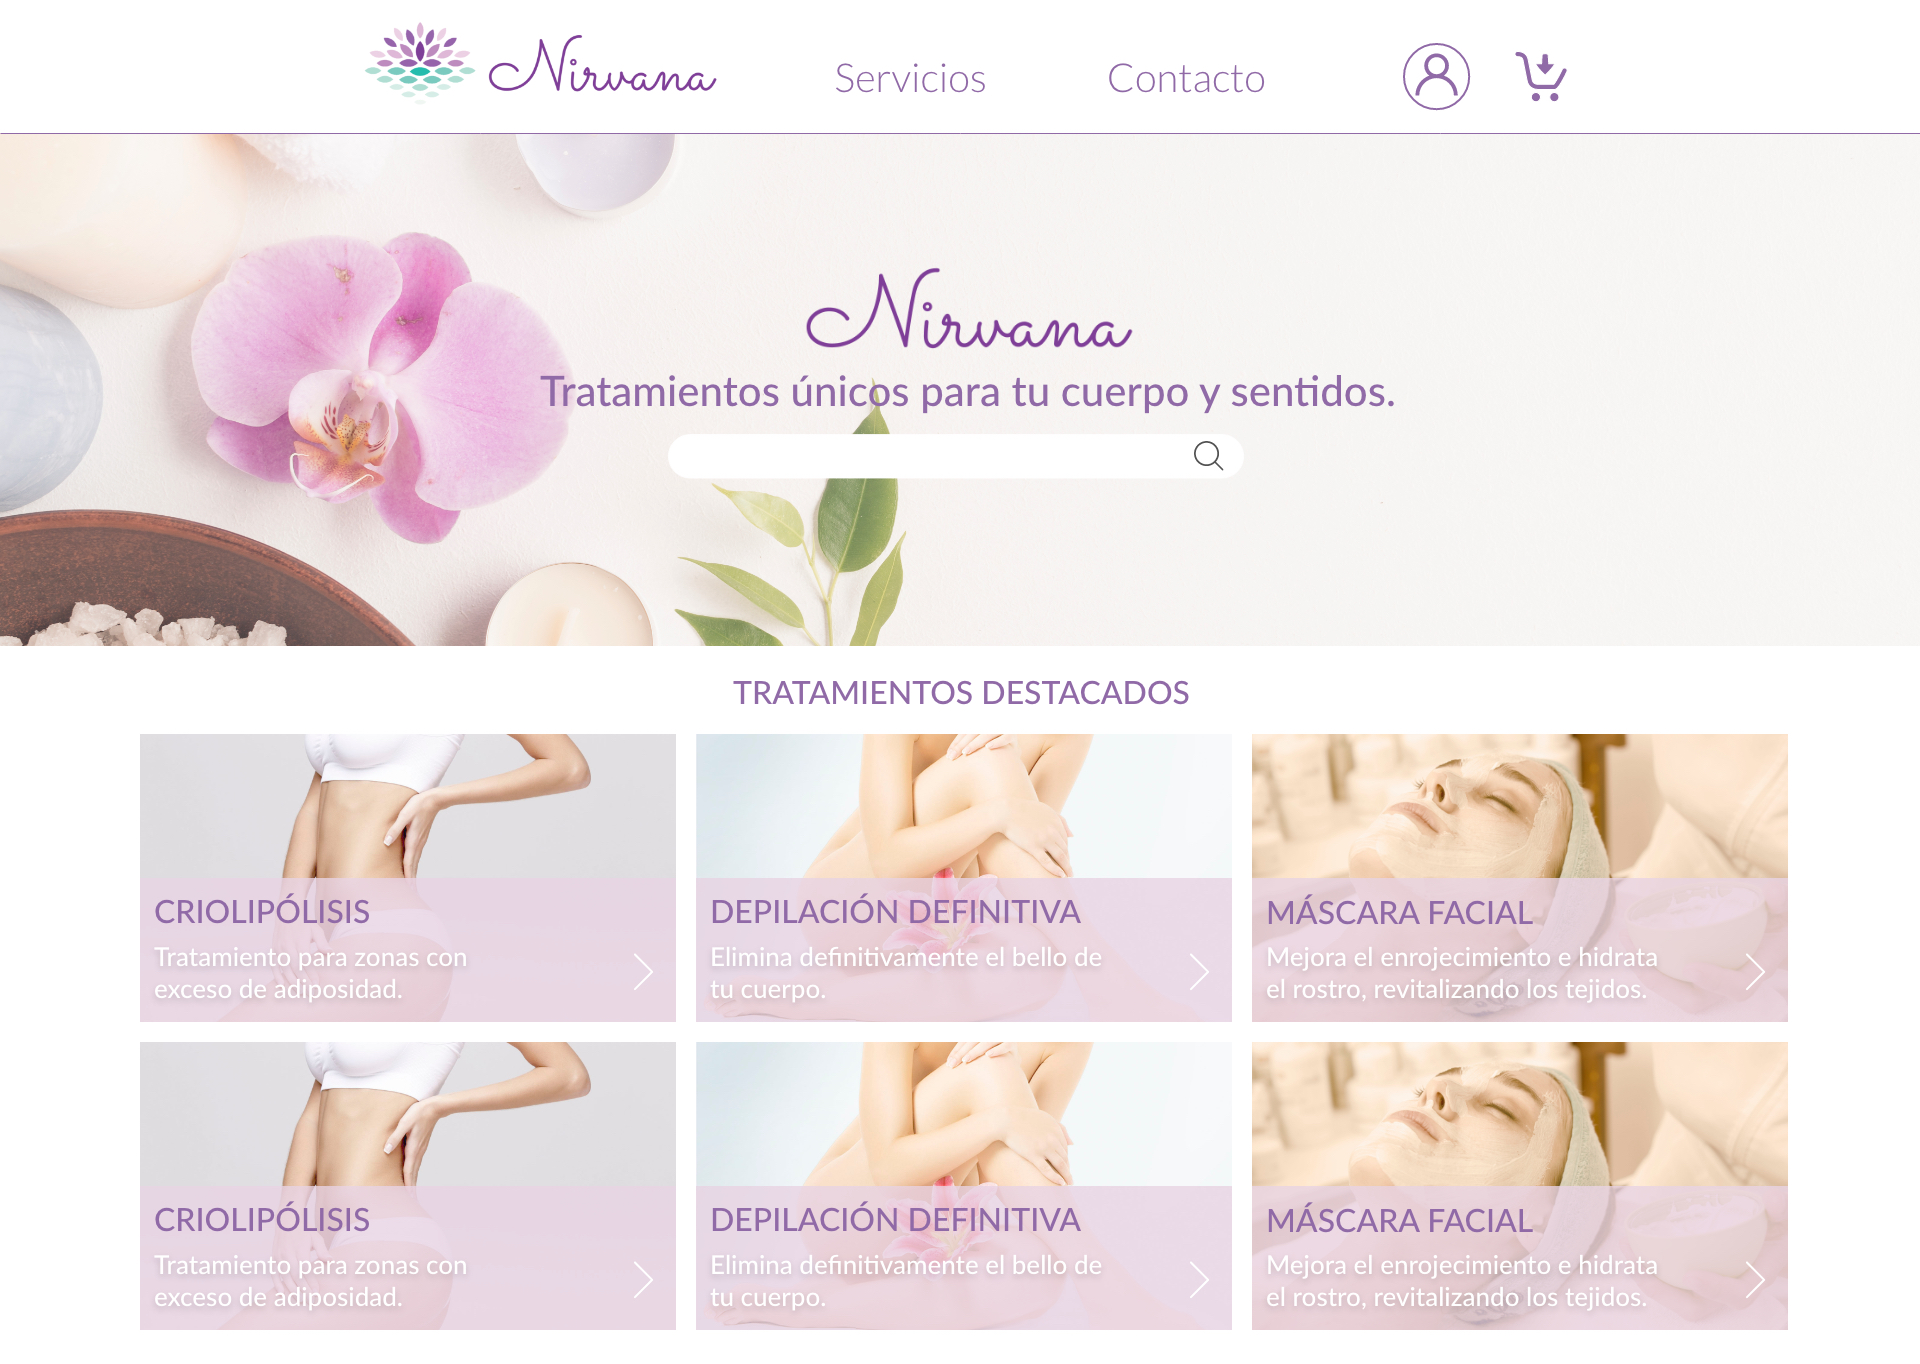 Nirvana
Servicios
Contacto
Nirvana
Tratamientos únicos para tu cuerpo y sentidos.
TRATAMIENTOS DESTACADOS
CRIOLIPÓLISIS
Tratamiento para zonas con
exceso de adiposidad.
DEPILACIÓN DEFINITIVA
Elimina definitivamente el bello de
tu cuerpo.
MÁSCARA FACIAL
Mejora el enrojecimiento e hidrata
el rostro, revitalizando los tejidos.
CRIOLIPÓLISIS
Tratamiento para zonas con
exceso de adiposidad.
DEPILACIÓN DEFINITIVA
Elimina definitivamente el bello de
tu cuerpo.
MÁSCARA FACIAL
Mejora el enrojecimiento e hidrata
el rostro, revitalizando los tejidos.